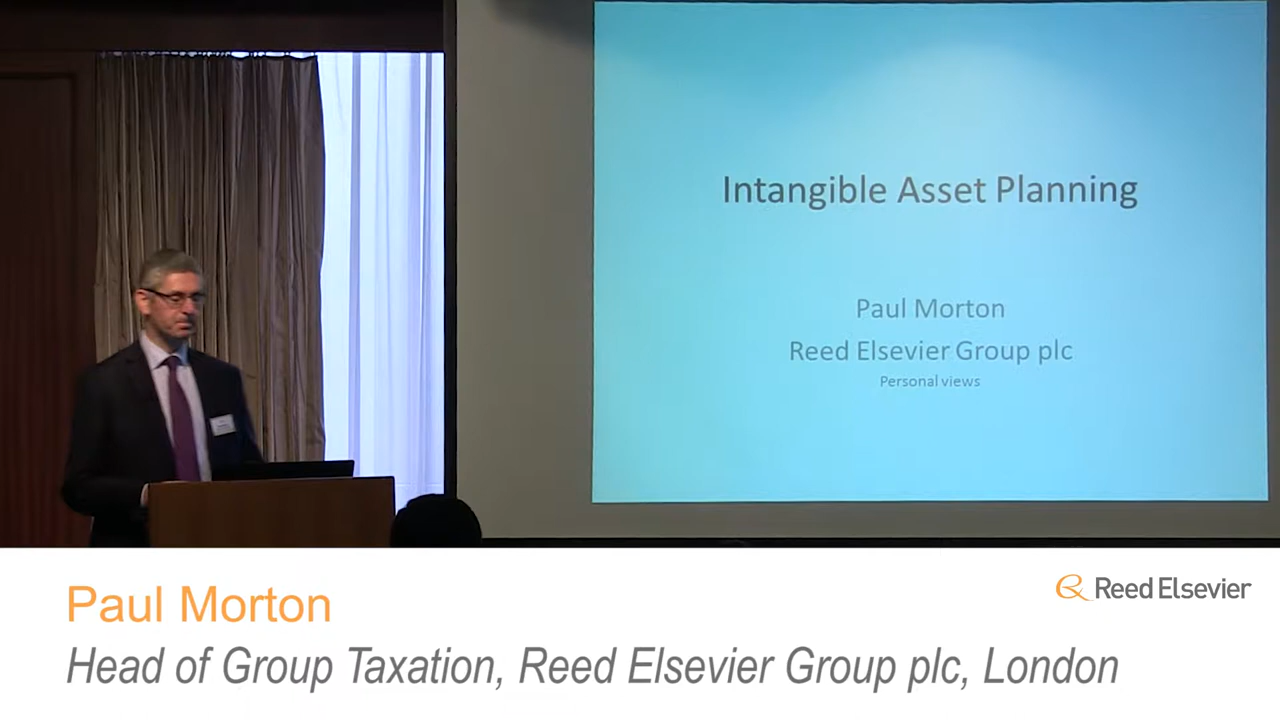 Intangible Asset Planning
Paul Morton
Reed Elsevier Group plc
Personal views
Paul Morton
Reed Elsevier
Head of Group Taxation, Reed Elsevier Group plc, London